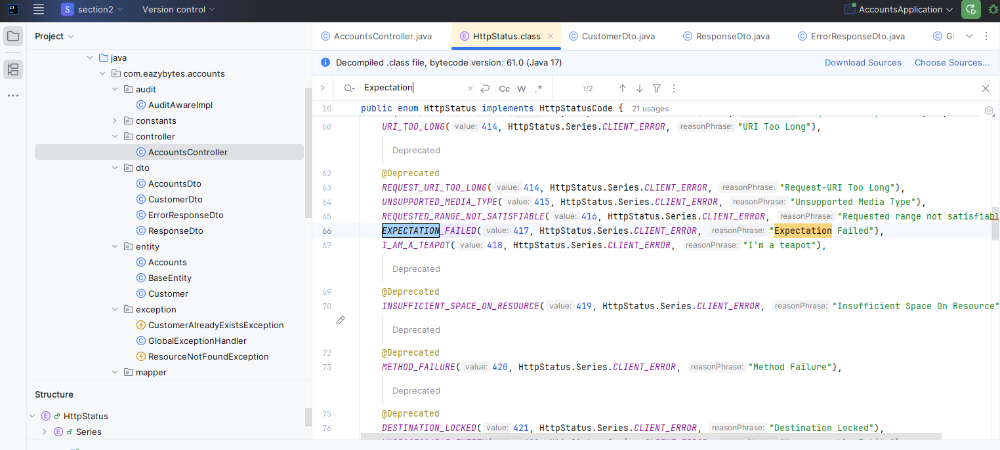 IJ
S section2
Version control
AccountsApplication
Project
java
com.eazybytes.accounts
audit
AuditAwareImpl
constants
controller
AccountsController
dto
AccountsDto
CustomerDto
ErrorResponseDto
ResponseDto
entity
Accounts
BaseEntity
Customer
exception
CustomerAlreadyExistsException
GlobalExceptionHandler
ResourceNotFoundException
mapper
Structure
HttpStatus
Series
AccountsController.java
HttpStatus.class
CustomerDto.java
ResponseDto.java
ErrorResponseDto.java
Gl
Decompiled .class file, bytecode version: 61.0 (Java 17)
Download Sources
Choose Sources...
Expectation
Cc W .*
1/2
10 public enum HttpStatus implements HttpStatusCode { 21 usages
60 URI_TOO_LONG( value: 414, HttpStatus.Series.CLIENT_ERROR, reasonPhrase: "URI Too Long"),
Deprecated
62 @Deprecated
63 REQUEST_URI_TOO_LONG( value: 414, HttpStatus.Series.CLIENT_ERROR, reasonPhrase: "Request-URI Too Long"),
64 UNSUPPORTED_MEDIA_TYPE( value: 415, HttpStatus.Series.CLIENT_ERROR, reasonPhrase: "Unsupported Media Type"),
65 REQUESTED_RANGE_NOT_SATISFIABLE( value: 416, HttpStatus.Series.CLIENT_ERROR, reasonPhrase: "Requested range not satisfiabl
66 EXPECTATION_FAILED( value: 417, HttpStatus.Series.CLIENT_ERROR, reasonPhrase: "Expectation Failed"),
67 I_AM_A_TEAPOT( value: 418, HttpStatus.Series.CLIENT_ERROR, reasonPhrase: "I'm a teapot"),
Deprecated
69 @Deprecated
70 INSUFFICIENT_SPACE_ON_RESOURCE( value: 419, HttpStatus.Series.CLIENT_ERROR, reasonPhrase: "Insufficient Space On Resource"
Deprecated
72 @Deprecated
73 METHOD_FAILURE( value: 420, HttpStatus.Series.CLIENT_ERROR, reasonPhrase: "Method Failure"),
Deprecated
75 @Deprecated
76 DESTINATION_LOCKED( value: 421, HttpStatus.Series.CLIENT_ERROR, reasonPhrase: "Destination Locked"),